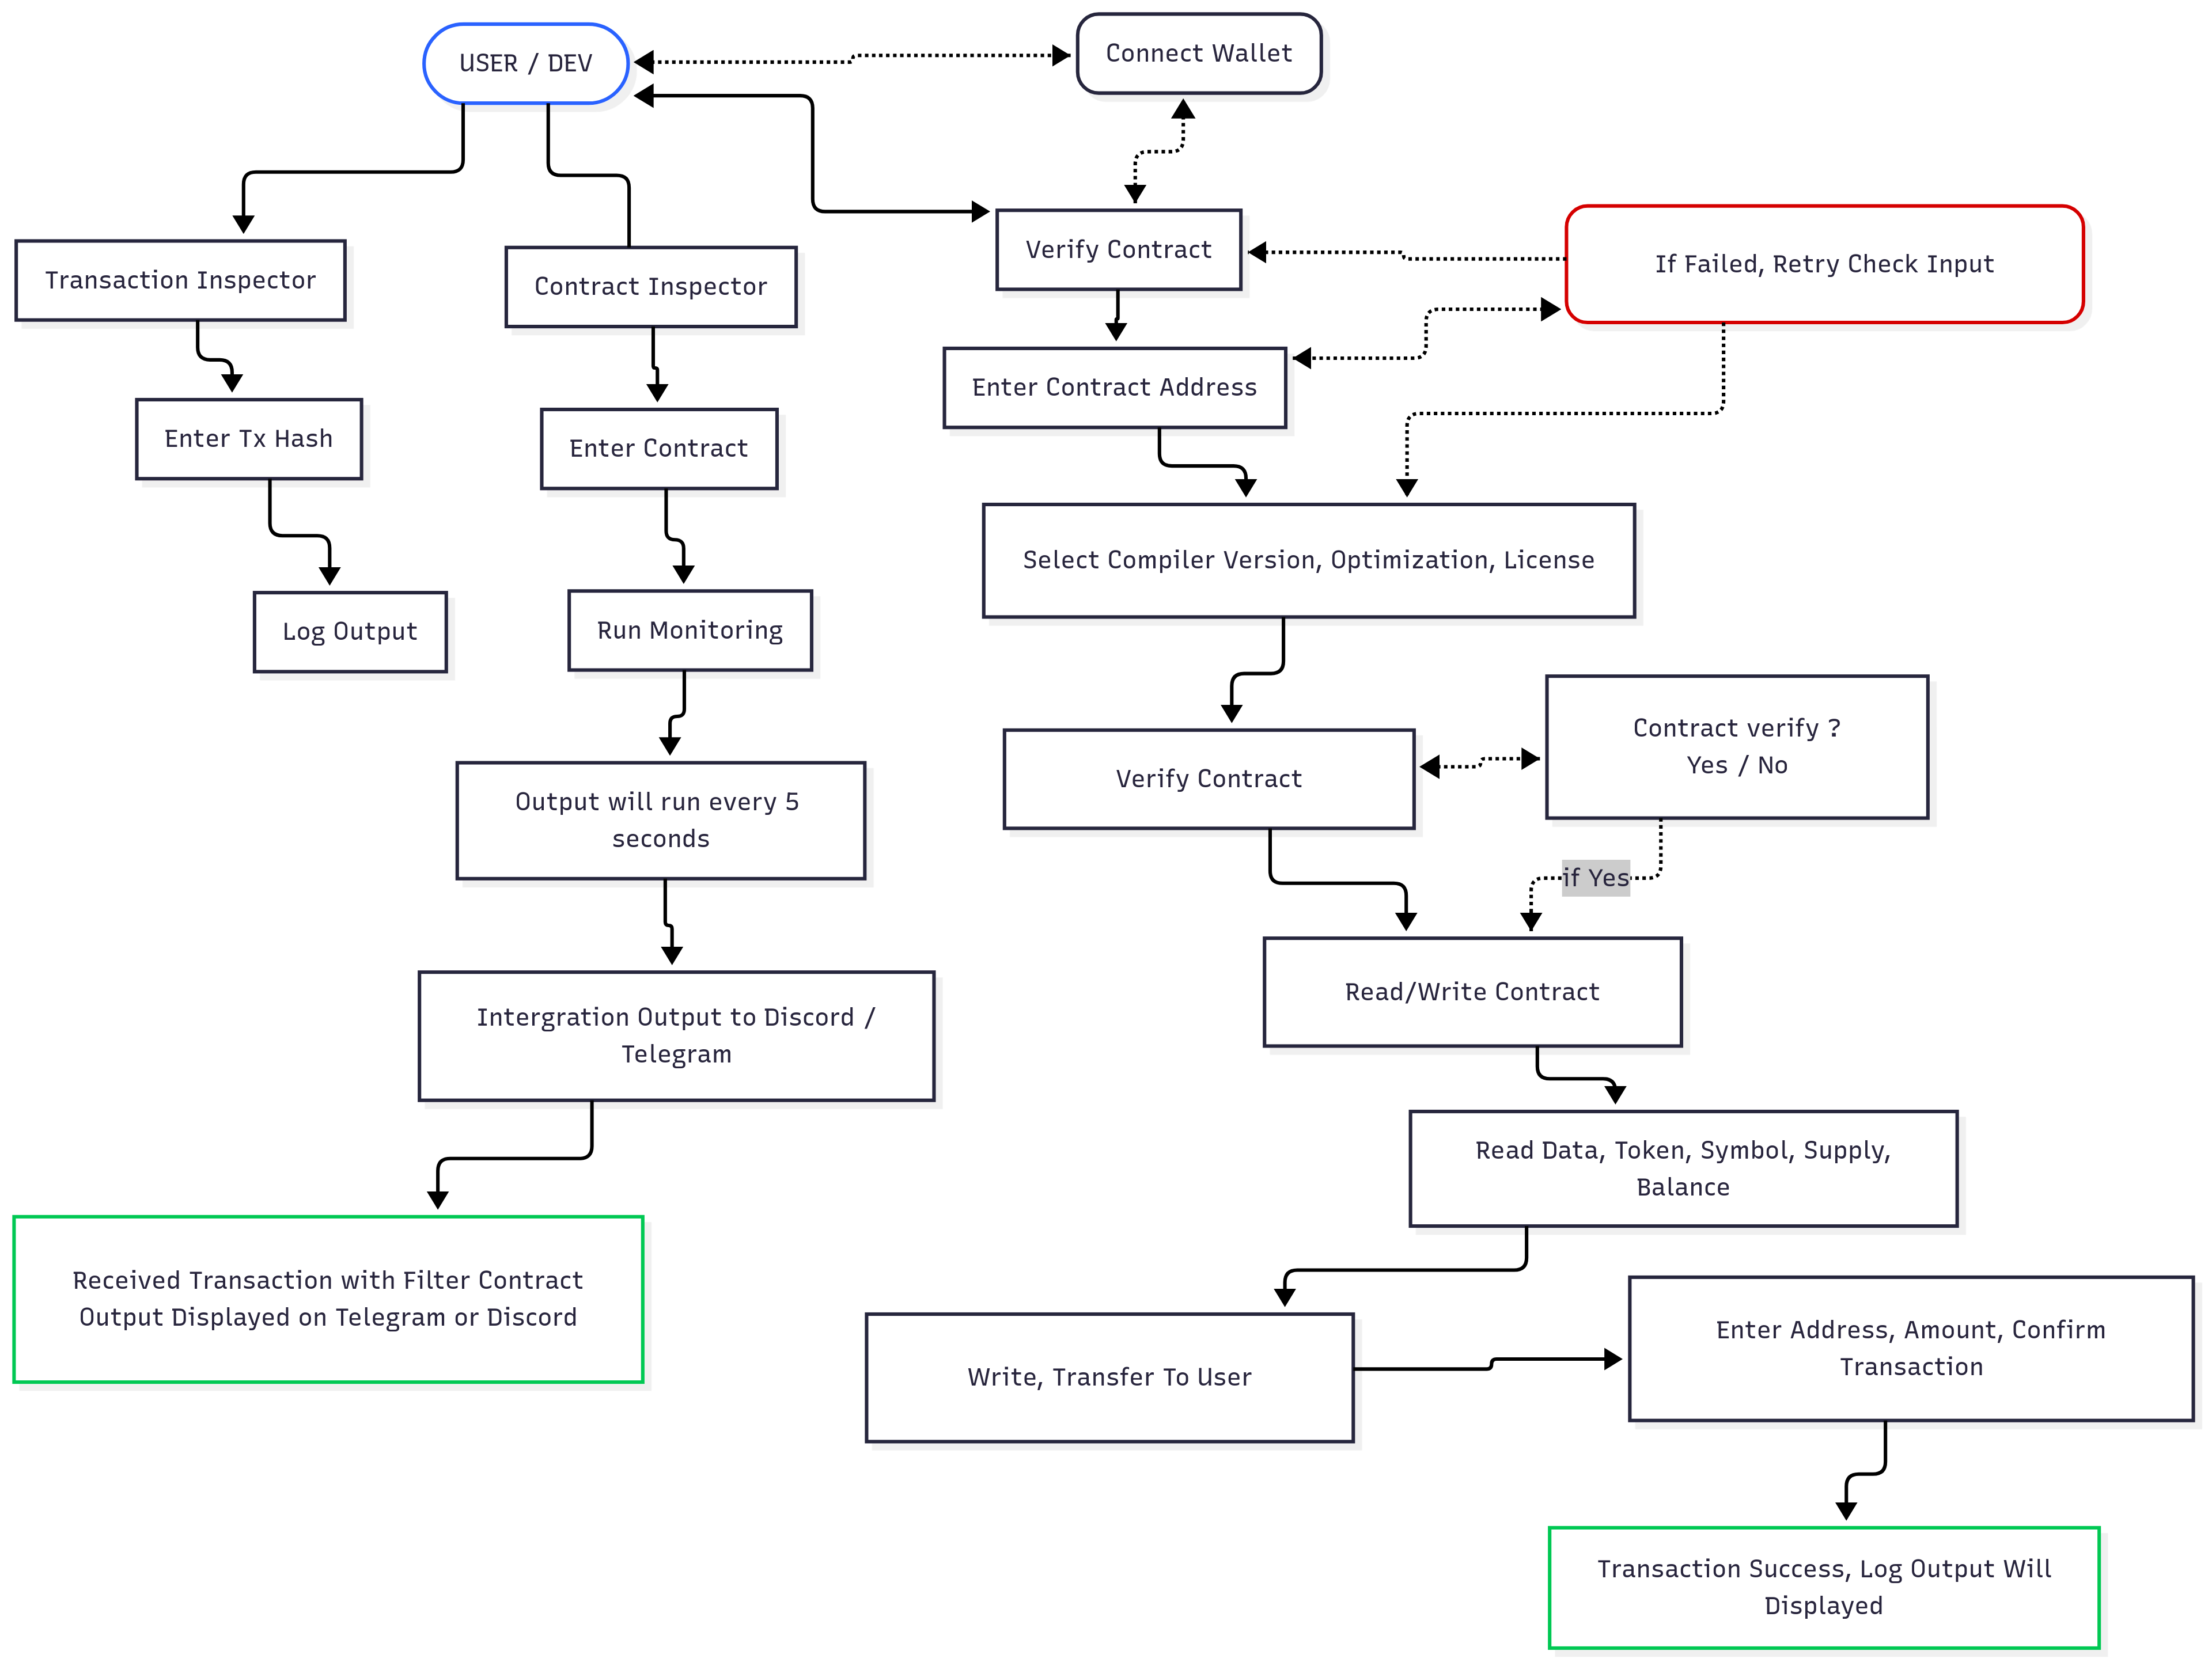 USER / DEV
Connect Wallet
Transaction Inspector
Contract Inspector
Verify Contract
If Failed, Retry Check Input
Enter Tx Hash
Enter Contract
Enter Contract Address
Log Output
Run Monitoring
Select Compiler Version, Optimization, License
Output will run every 5
seconds
Verify Contract
Contract verify ?
Yes / No
if Yes
Intergration Output to Discord /
Telegram
Read/Write Contract
Read Data, Token, Symbol, Supply,
Balance
Received Transaction with Filter Contract
Output Displayed on Telegram or Discord
Write, Transfer To User
Enter Address, Amount, Confirm
Transaction
Transaction Success, Log Output Will
Displayed